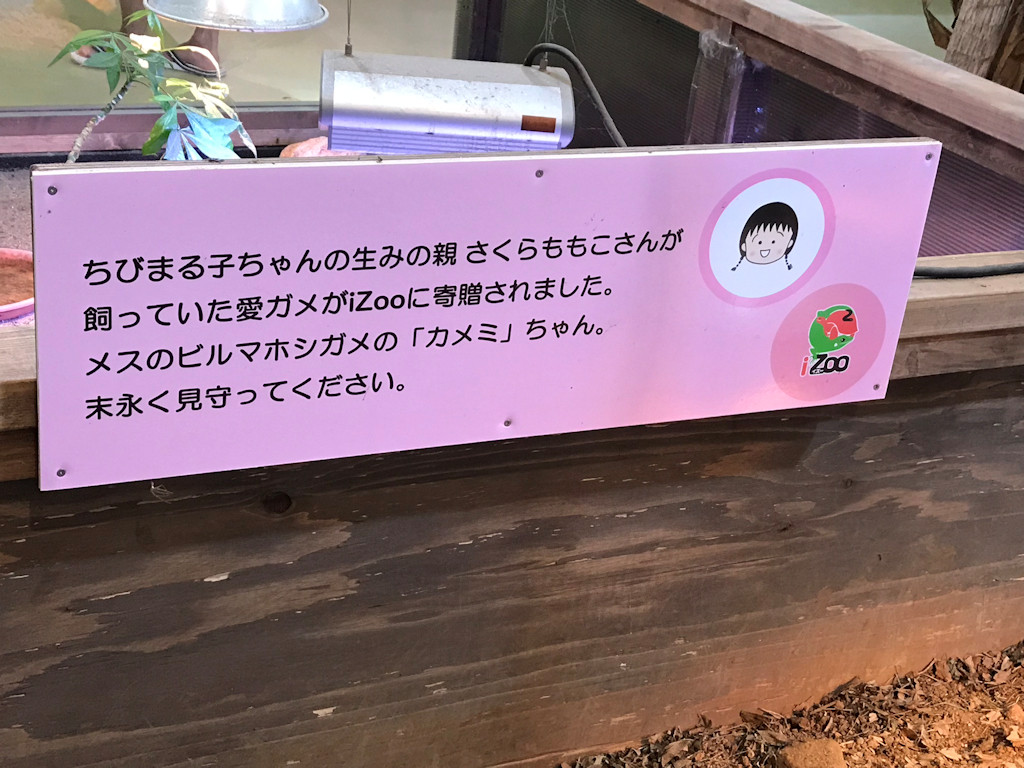 ちびまる子ちゃんの生みの親 さくらももこさんが
飼っていた愛ガメがiZooに寄贈されました。
メスのビルマホシガメの「カメミ」ちゃん。
末永く見守ってください。
iZoo